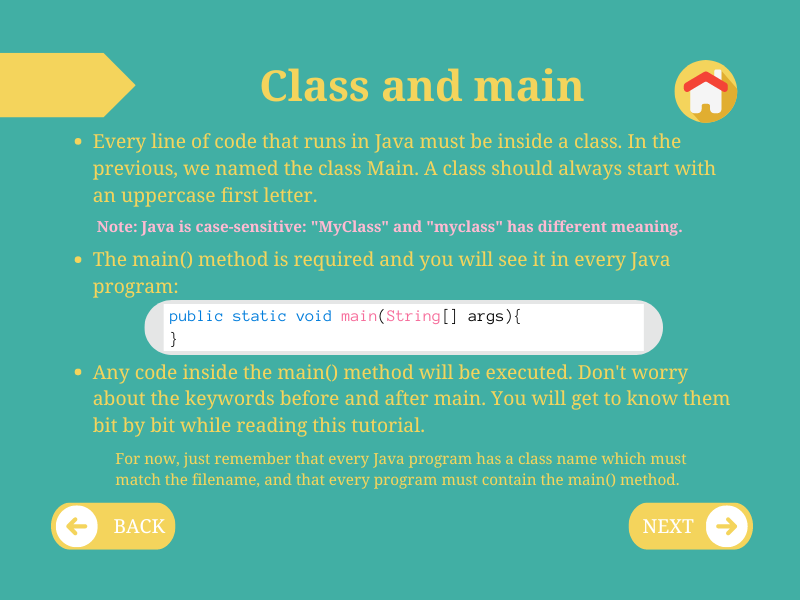 Class and main
• Every line of code that runs in Java must be inside a class. In the
previous, we named the class Main. A class should always start with
an uppercase first letter.
Note: Java is case-sensitive: "MyClass" and "myclass" has different meaning.
• The main() method is required and you will see it in every Java
program:
public static void main(String[] args){
}
• Any code inside the main() method will be executed. Don't worry
about the keywords before and after main. You will get to know them
bit by bit while reading this tutorial.
For now, just remember that every Java program has a class name which must
match the filename, and that every program must contain the main() method.
BACK
NEXT